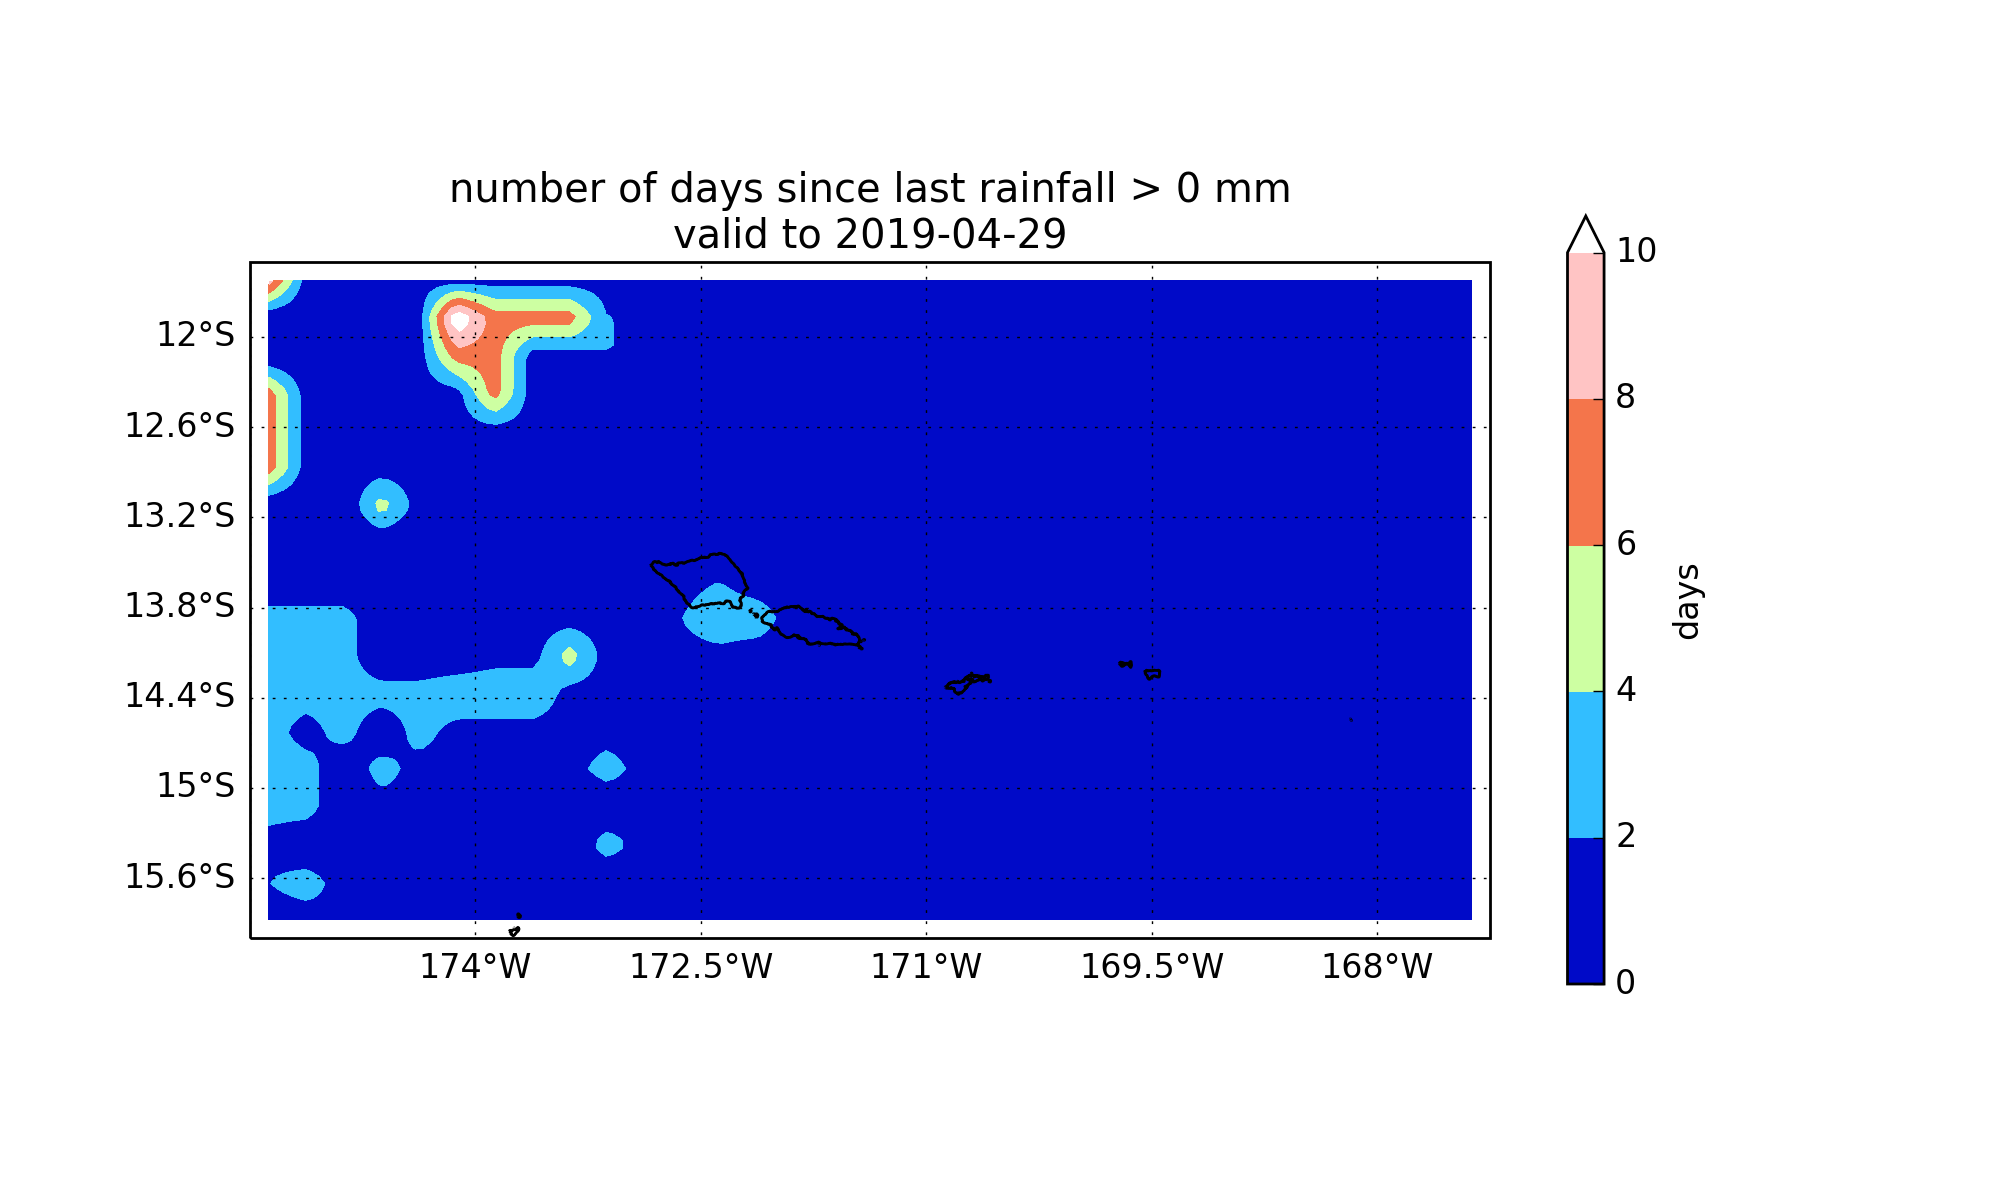 number of days since last rainfall > 0 mm
valid to 2019-04-29
12°S
12.6°S
13.2°S
13.8°S
14.4°S
15°S
15.6°S
174°W
172.5°W
171°W
169.5°W
168°W
10
8
6
4
2
0
days